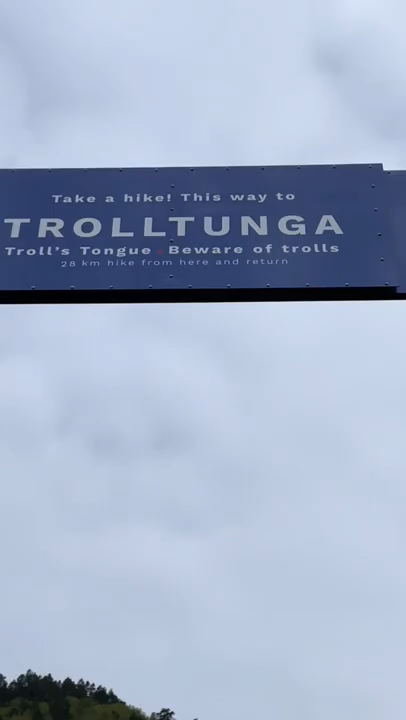 Take a hike! This way to
TROLLTUNGA
Troll's Tongue • Beware of trolls
28 km hike from here and return